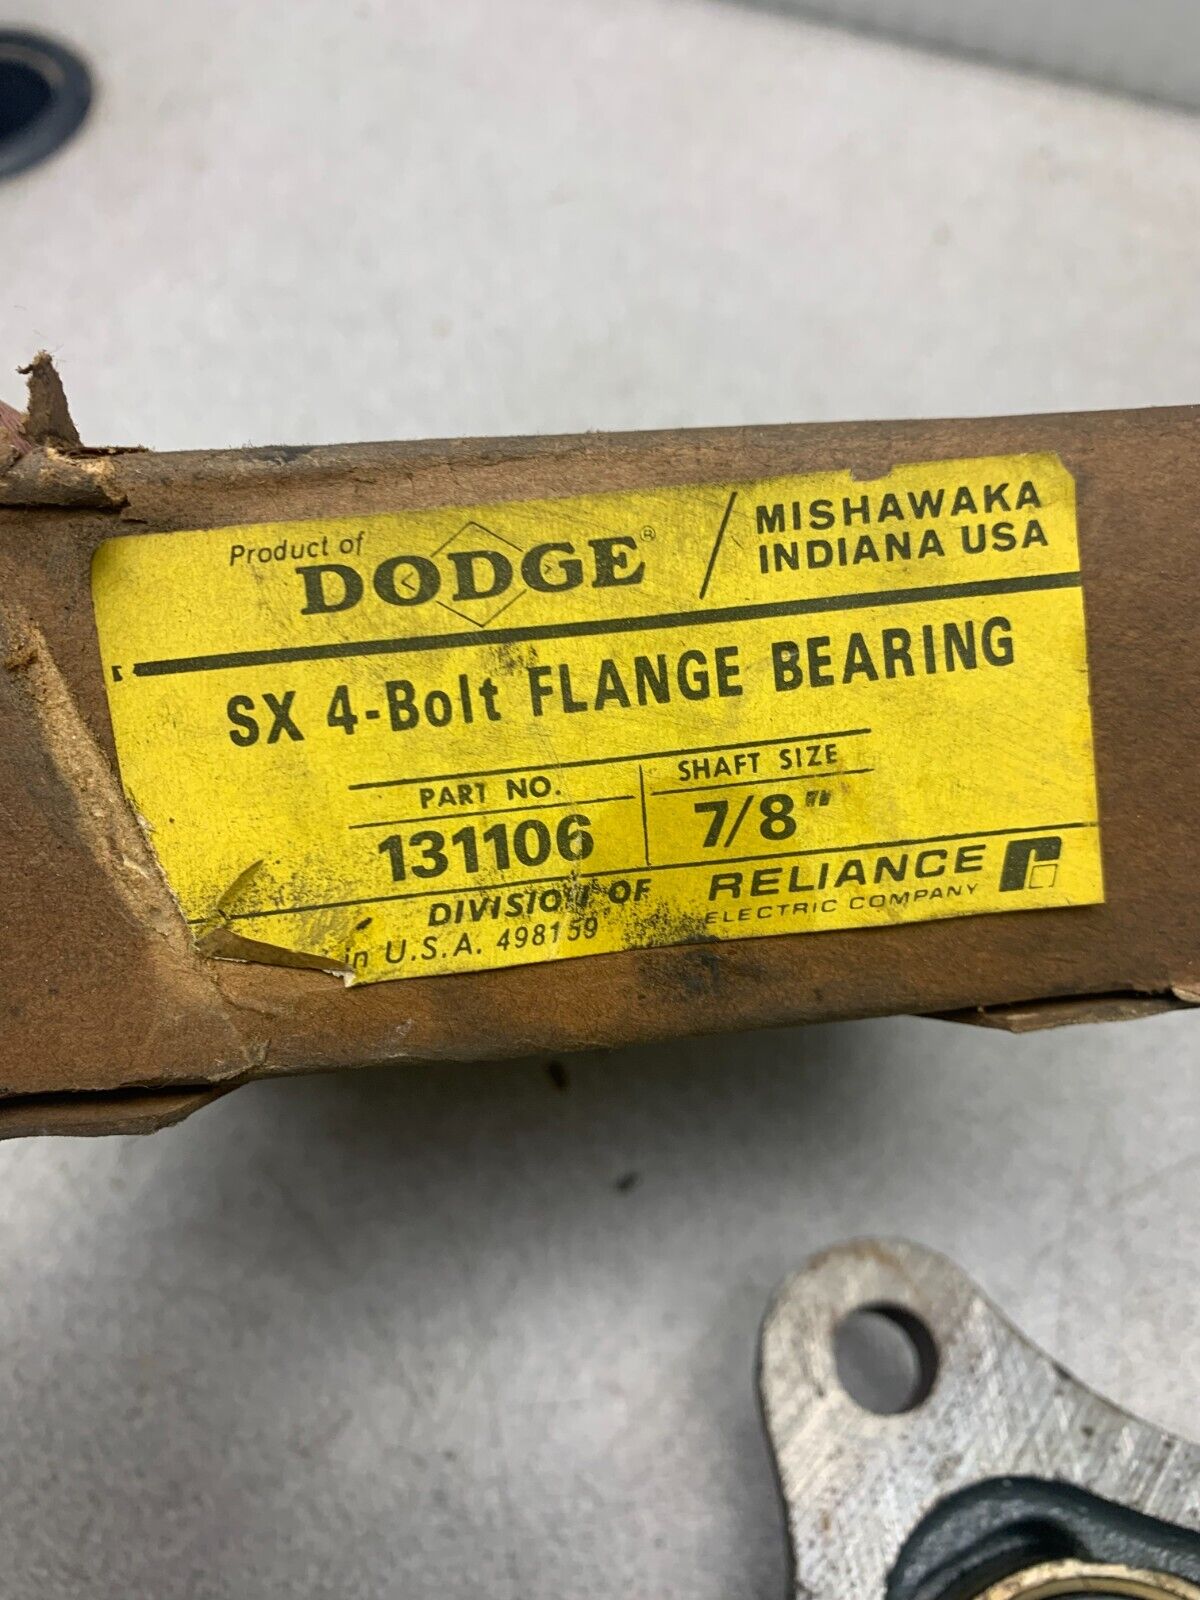 Product of
DODGE®
/ MISHAWAKA
INDIANA USA
SX 4-Bolt FLANGE BEARING
PART NO.
131106
SHAFT SIZE
7/8"
DIVISION OF RELIANCE
ELECTRIC COMPANY
in U.S.A. 498159